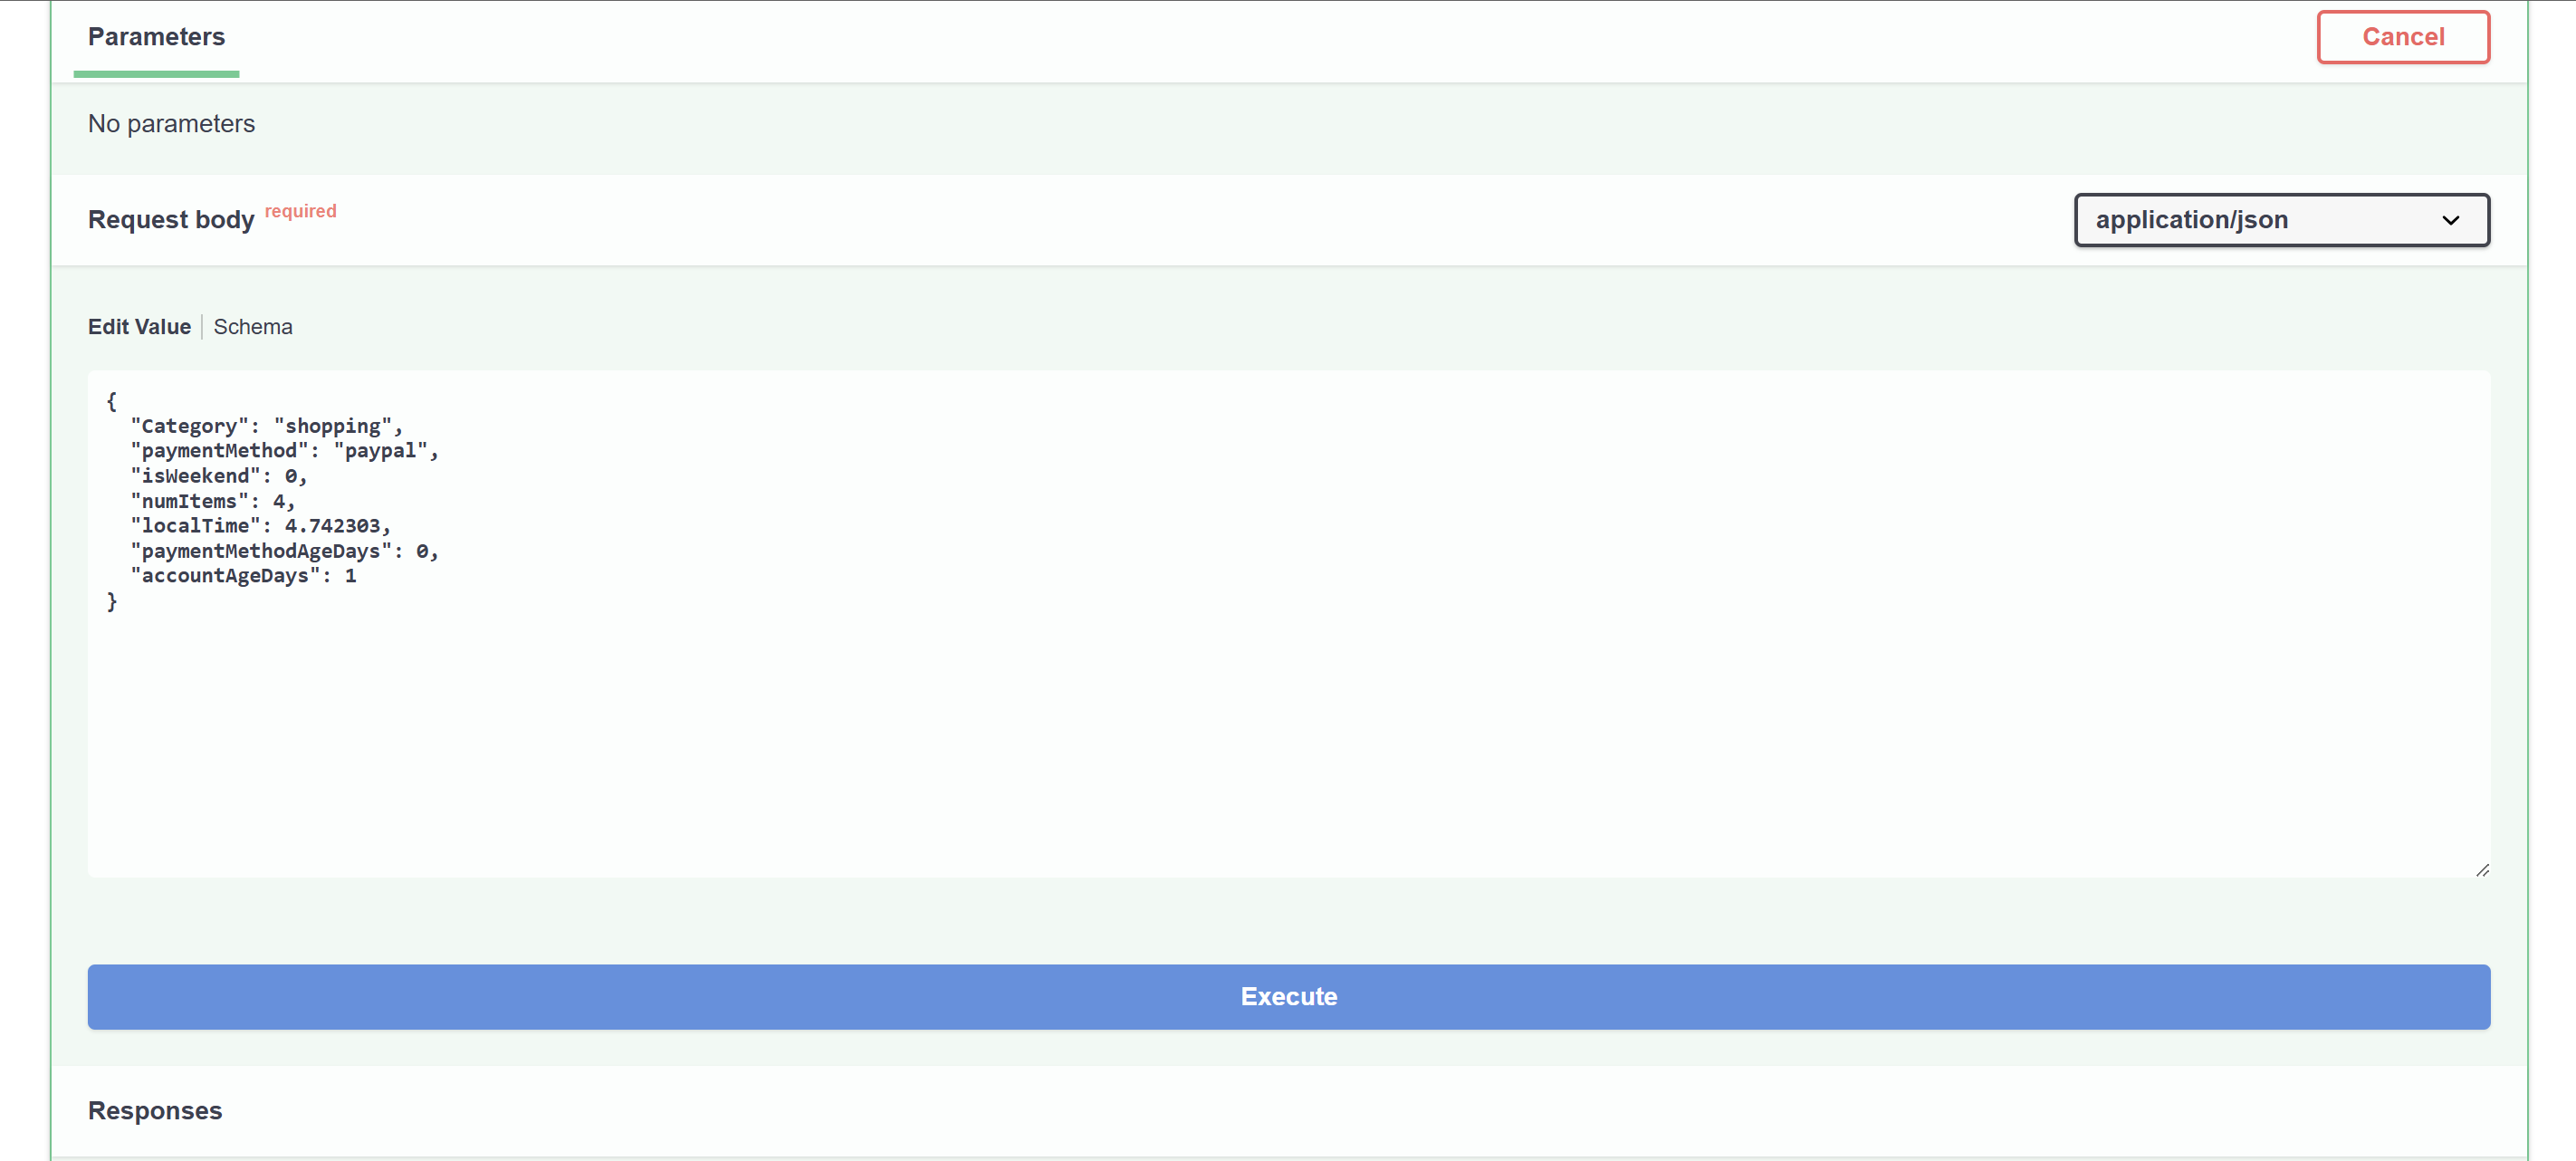 Parameters
Cancel
No parameters
Request body required
application/json
Edit Value
Schema
{
  "Category": "shopping",
  "paymentMethod": "paypal",
  "isWeekend": 0,
  "numItems": 4,
  "localTime": 4.742303,
  "paymentMethodAgeDays": 0,
  "accountAgeDays": 1
}
Execute
Responses